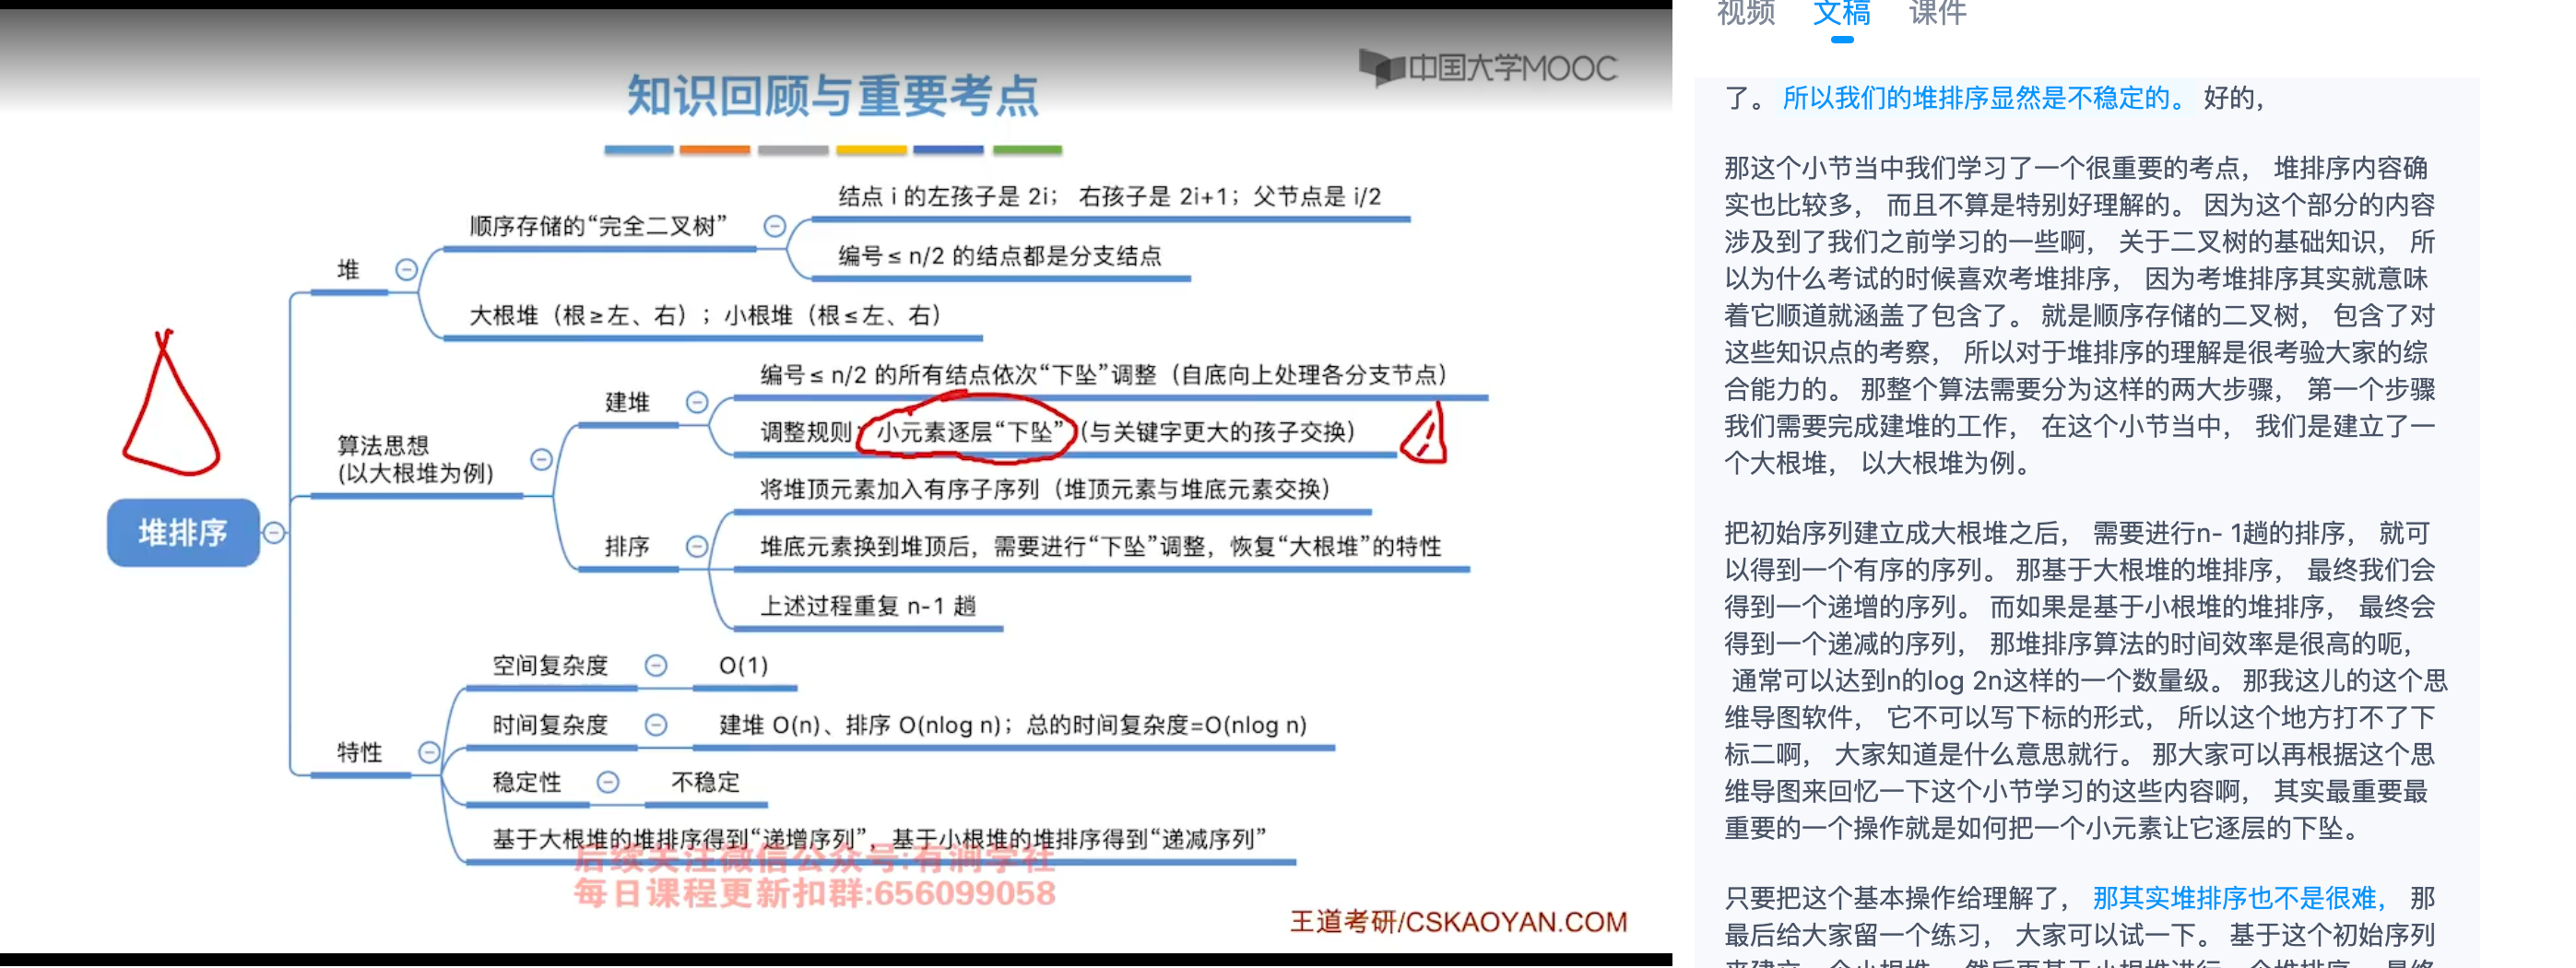 中国大学MOOC
知识回顾与重要考点
堆排序
堆
顺序存储的“完全二叉树”
结点 i 的左孩子是 2i； 右孩子是 2i+1；父节点是 i/2
编号≤ n/2 的结点都是分支结点
大根堆（根≥左、右）；小根堆（根≤左、右）
算法思想
(以大根堆为例)
建堆
编号≤ n/2 的所有结点依次“下坠”调整（自底向上处理各分支节点）
调整规则：小元素逐层“下坠”（与关键字更大的孩子交换）
排序
将堆顶元素加入有序子序列（堆顶元素与堆底元素交换）
堆底元素换到堆顶后，需要进行“下坠”调整，恢复“大根堆”的特性
上述过程重复 n-1 趟
特性
空间复杂度
O(1)
时间复杂度
建堆 O(n)、排序 O(nlog n)；总的时间复杂度=O(nlog n)
稳定性
不稳定
基于大根堆的堆排序得到“递增序列”，基于小根堆的堆排序得到“递减序列”
后续关注微信公众号:有涧学社
每日课程更新扣群:656099058
王道考研/CSKAOYAN.COM
视频 文稿 课件
了。 所以我们的堆排序显然是不稳定的。 好的，
那这个小节当中我们学习了一个很重要的考点， 堆排序内容确
实也比较多， 而且不算是特别好理解的。 因为这个部分的内容
涉及到了我们之前学习的一些啊， 关于二叉树的基础知识， 所
以为什么考试的时候喜欢考堆排序， 因为考堆排序其实就意味
着它顺道就涵盖了包含了。 就是顺序存储的二叉树， 包含了对
这些知识点的考察， 所以对于堆排序的理解是很考验大家的综
合能力的。 那整个算法需要分为这样的两大步骤， 第一个步骤
我们需要完成建堆的工作， 在这个小节当中， 我们是建立了一
个大根堆， 以大根堆为例。
把初始序列建立成大根堆之后， 需要进行n- 1趟的排序， 就可
以得到一个有序的序列。 那基于大根堆的堆排序， 最终我们会
得到一个递增的序列。 而如果是基于小根堆的堆排序， 最终会
得到一个递减的序列， 那堆排序算法的时间效率是很高的呃，
通常可以达到n的log 2n这样的一个数量级。 那我这儿的这个思
维导图软件， 它不可以写下标的形式， 所以这个地方打不了下
标二啊， 大家知道是什么意思就行。 那大家可以再根据这个思
维导图来回忆一下这个小节学习的这些内容啊， 其实最重要最
重要的一个操作就是如何把一个小元素让它逐层的下坠。
只要把这个基本操作给理解了， 那其实堆排序也不是很难， 那
最后给大家留一个练习， 大家可以试一下。 基于这个初始序列